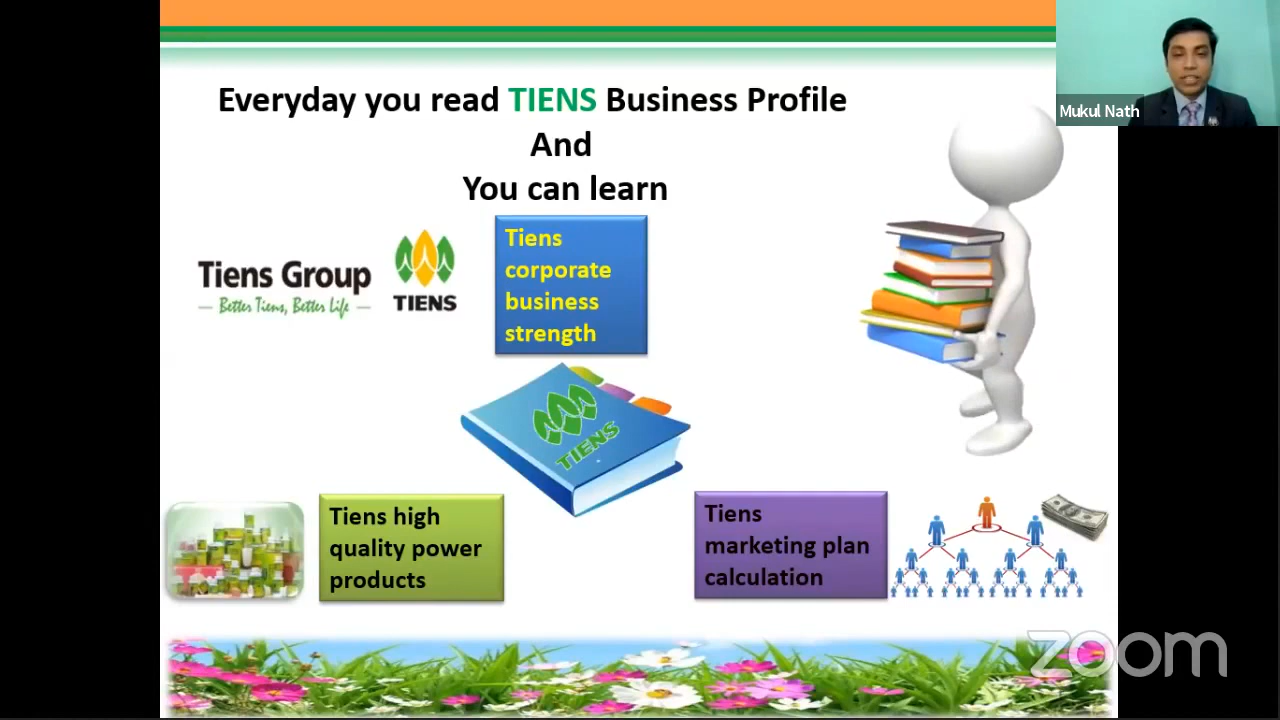 Everyday you read TIENS Business Profile
And
You can learn
Mukul Nath
Tiens Group
Better Tiens, Better Life
TIENS
Tiens
corporate
business
strength
TIENS
Tiens high
quality power
products
Tiens
marketing plan
calculation
zoom